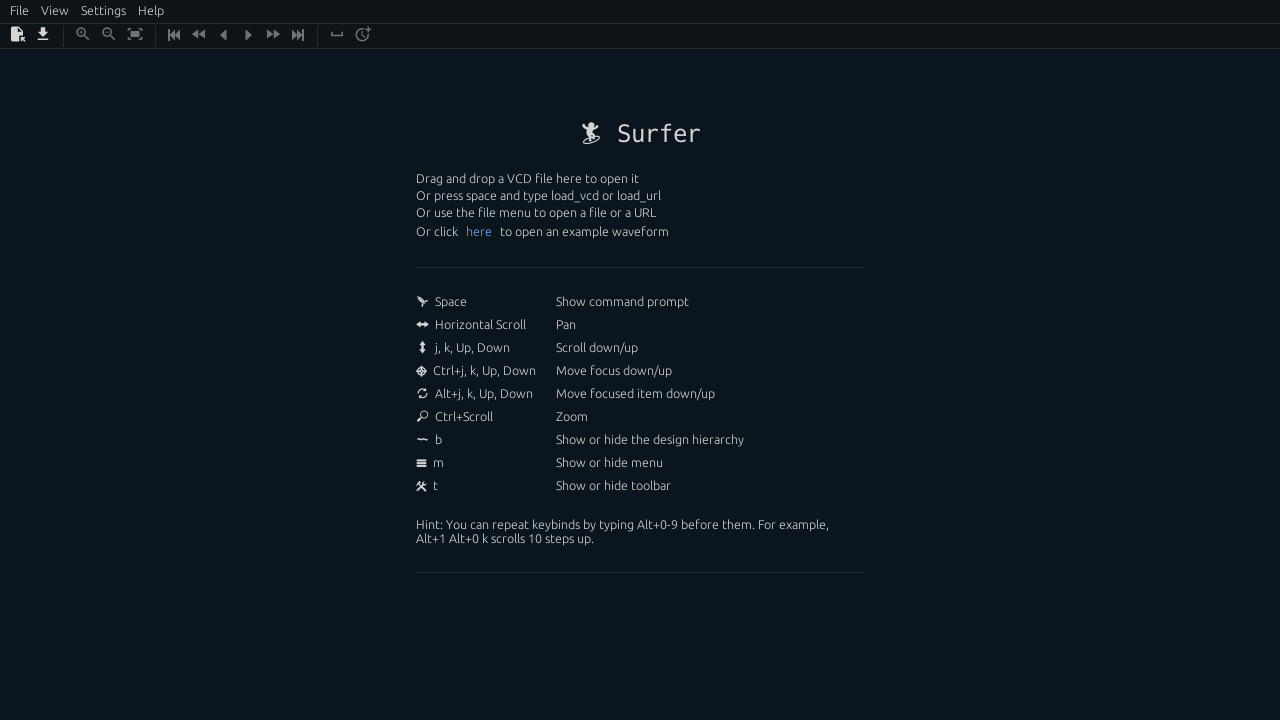 File View Settings Help
Surfer
Drag and drop a VCD file here to open it
Or press space and type load_vcd or load_url
Or use the file menu to open a file or a URL
Or click here to open an example waveform
Space Show command prompt
Horizontal Scroll Pan
j, k, Up, Down Scroll down/up
Ctrl+j, k, Up, Down Move focus down/up
Alt+j, k, Up, Down Move focused item down/up
Ctrl+Scroll Zoom
b Show or hide the design hierarchy
m Show or hide menu
t Show or hide toolbar
Hint: You can repeat keybinds by typing Alt+0-9 before them. For example,
Alt+1 Alt+0 k scrolls 10 steps up.